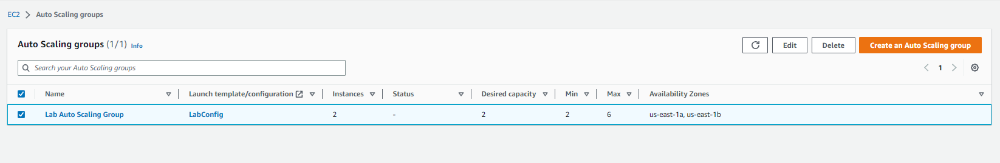 EC2 > Auto Scaling groups
Auto Scaling groups (1/1) Info
Edit Delete Create an Auto Scaling group
Search your Auto Scaling groups
1
Name Launch template/configuration Instances Status Desired capacity Min Max Availability Zones
Lab Auto Scaling Group LabConfig 2 - 2 2 6 us-east-1a, us-east-1b